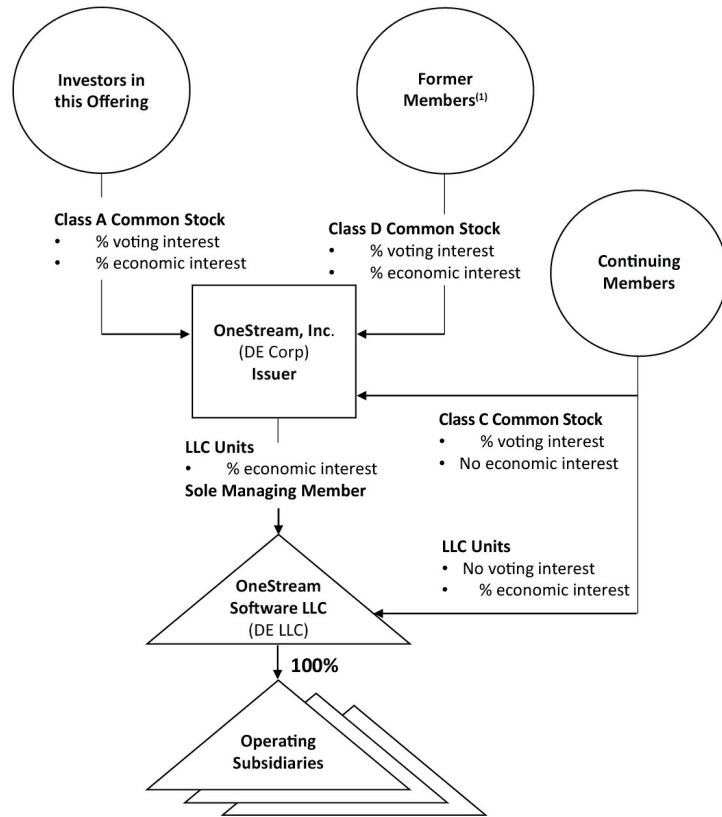 Investors in
this Offering
Former
Members(1)
Continuing
Members
Class A Common Stock
• % voting interest
• % economic interest
Class D Common Stock
• % voting interest
• % economic interest
OneStream, Inc.
(DE Corp)
Issuer
Class C Common Stock
• % voting interest
• No economic interest
LLC Units
• % economic interest
Sole Managing Member
LLC Units
• No voting interest
• % economic interest
OneStream
Software LLC
(DE LLC)
100%
Operating
Subsidiaries